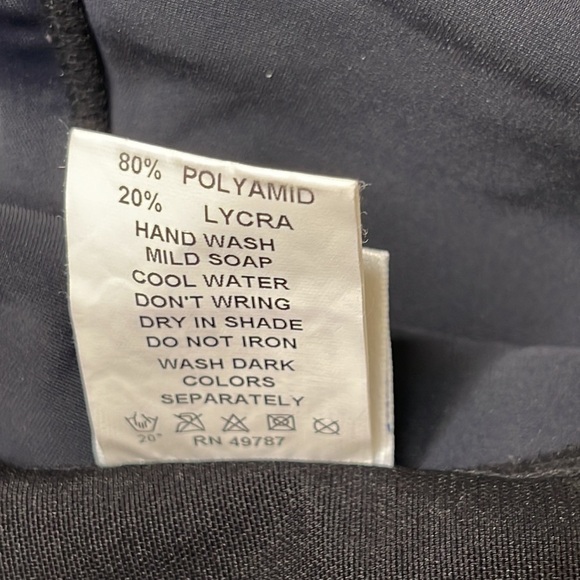 80% POLYAMID
20% LYCRA
HAND WASH
MILD SOAP
COOL WATER
DON'T WRING
DRY IN SHADE
DO NOT IRON
WASH DARK
COLORS
SEPARATELY
20°
RN 49787